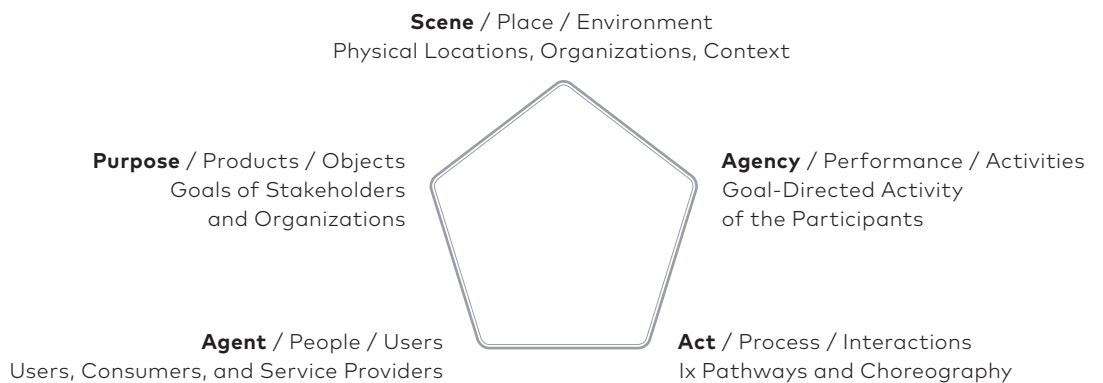 Scene / Place / Environment
Physical Locations, Organizations, Context
Purpose / Products / Objects
Goals of Stakeholders
and Organizations
Agency / Performance / Activities
Goal-Directed Activity
of the Participants
Agent / People / Users
Users, Consumers, and Service Providers
Act / Process / Interactions
Ix Pathways and Choreography